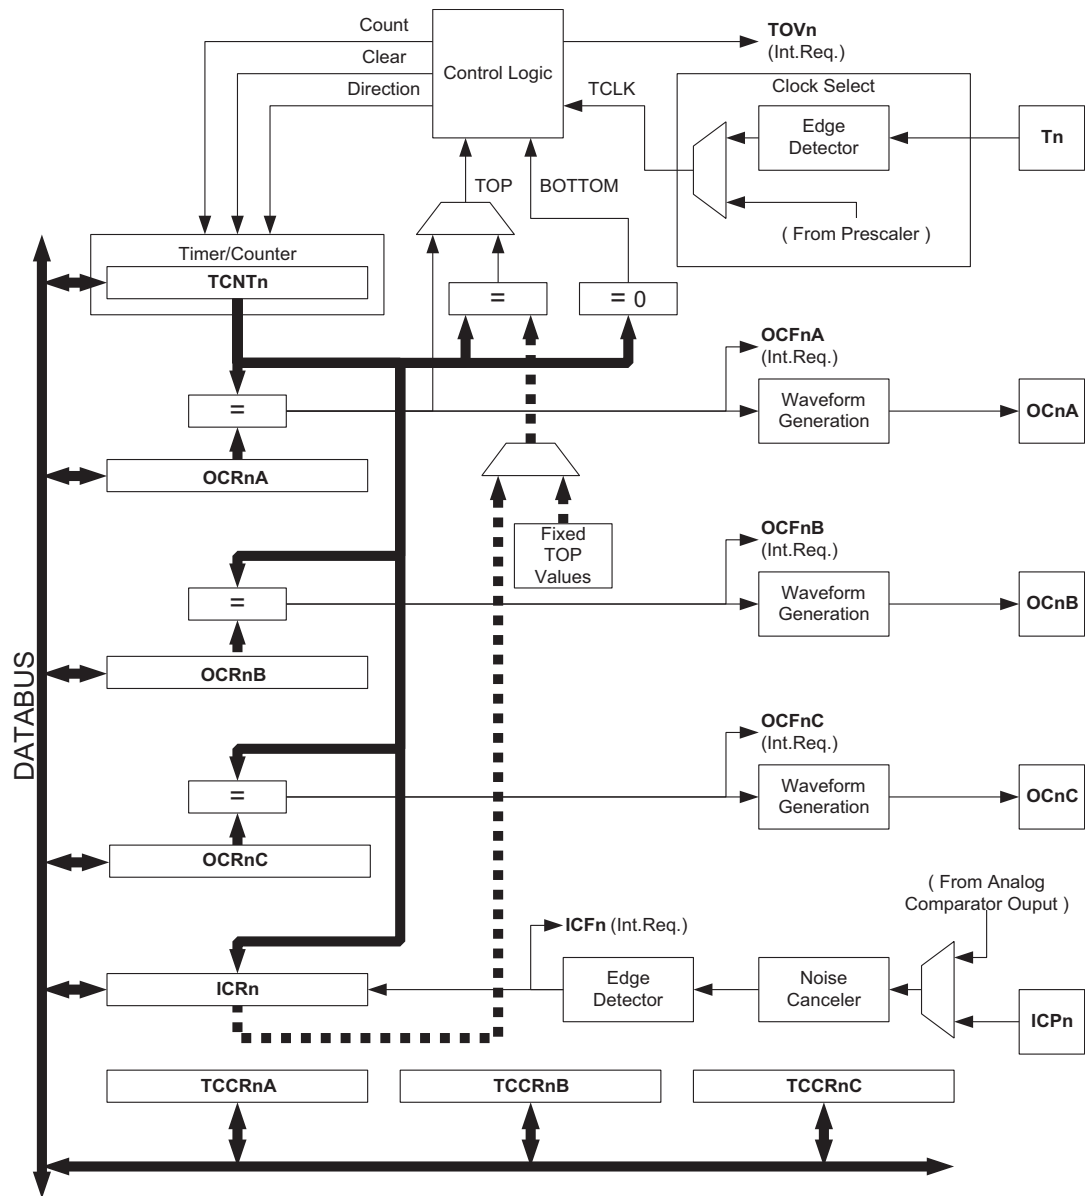 Count
Clear
Direction
Control Logic
TOVn
(Int.Req.)
TCLK
Clock Select
Edge
Detector
Tn
( From Prescaler )
TOP
BOTTOM
Timer/Counter
TCNTn
=
= 0
OCFnA
(Int.Req.)
=
Waveform
Generation
OCnA
OCRnA
Fixed
TOP
Values
OCFnB
(Int.Req.)
=
Waveform
Generation
OCnB
OCRnB
DATABUS
OCFnC
(Int.Req.)
=
Waveform
Generation
OCnC
OCRnC
( From Analog
Comparator Ouput )
ICFn (Int.Req.)
ICRn
Edge
Detector
Noise
Canceler
ICPn
TCCRnA
TCCRnB
TCCRnC